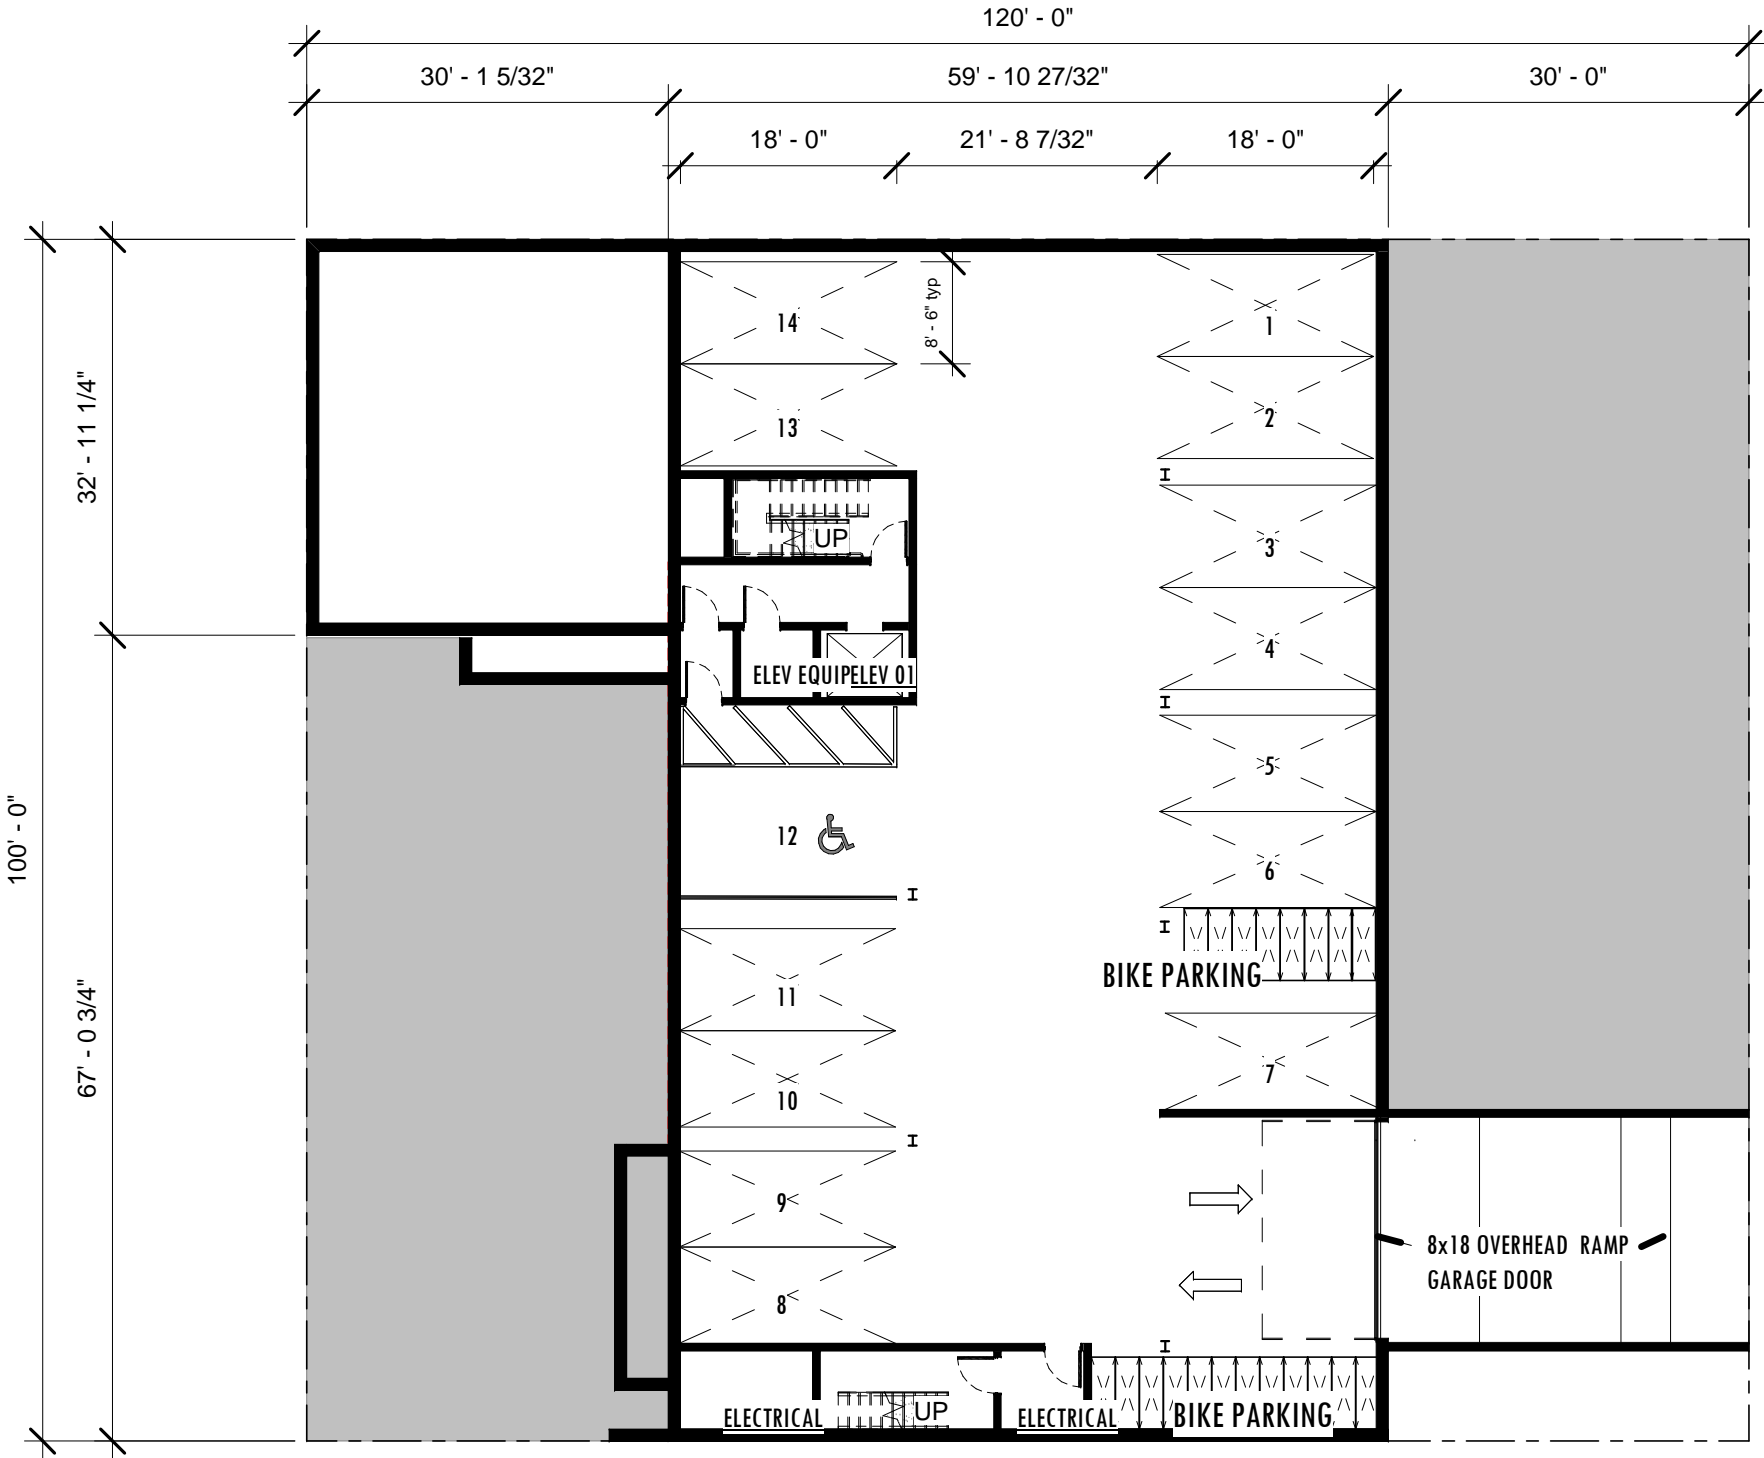 120' - 0"
30' - 1 5/32"
59' - 10 27/32"
30' - 0"
18' - 0"
21' - 8 7/32"
18' - 0"
8' - 6" typ
14
1
32' - 11 1/4"
13
2
UP
3
4
ELEV EQUIP
ELEV 01
5
100' - 0"
12
6
BIKE PARKING
11
67' - 0 3/4"
7
10
9
8x18 OVERHEAD
GARAGE DOOR
RAMP
8
ELECTRICAL
UP
ELECTRICAL
BIKE PARKING